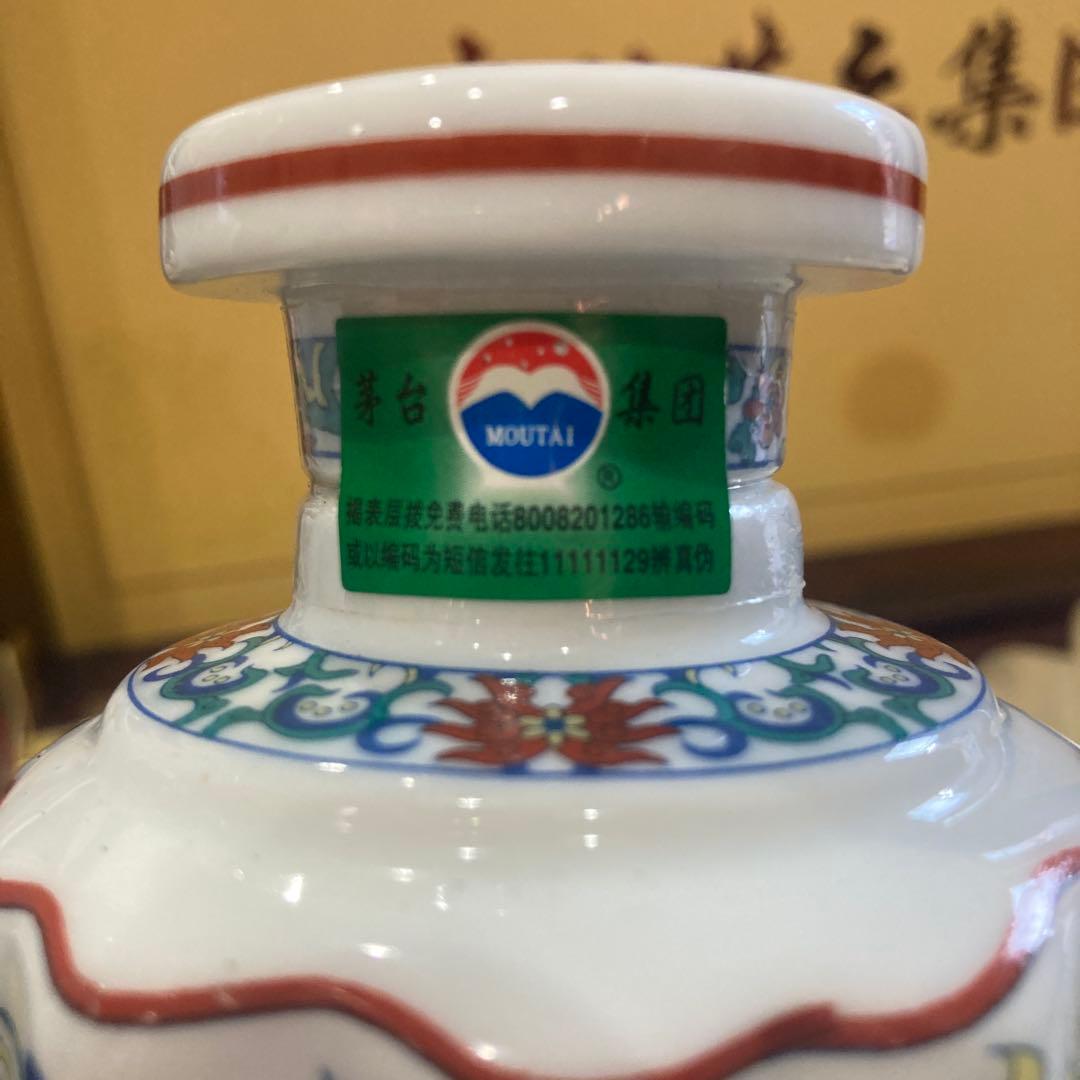 茅台 MOUTAI 集团
®
揭表层拨免费电话8008201286输编码
或以编码为短信发往11111129辨真伪